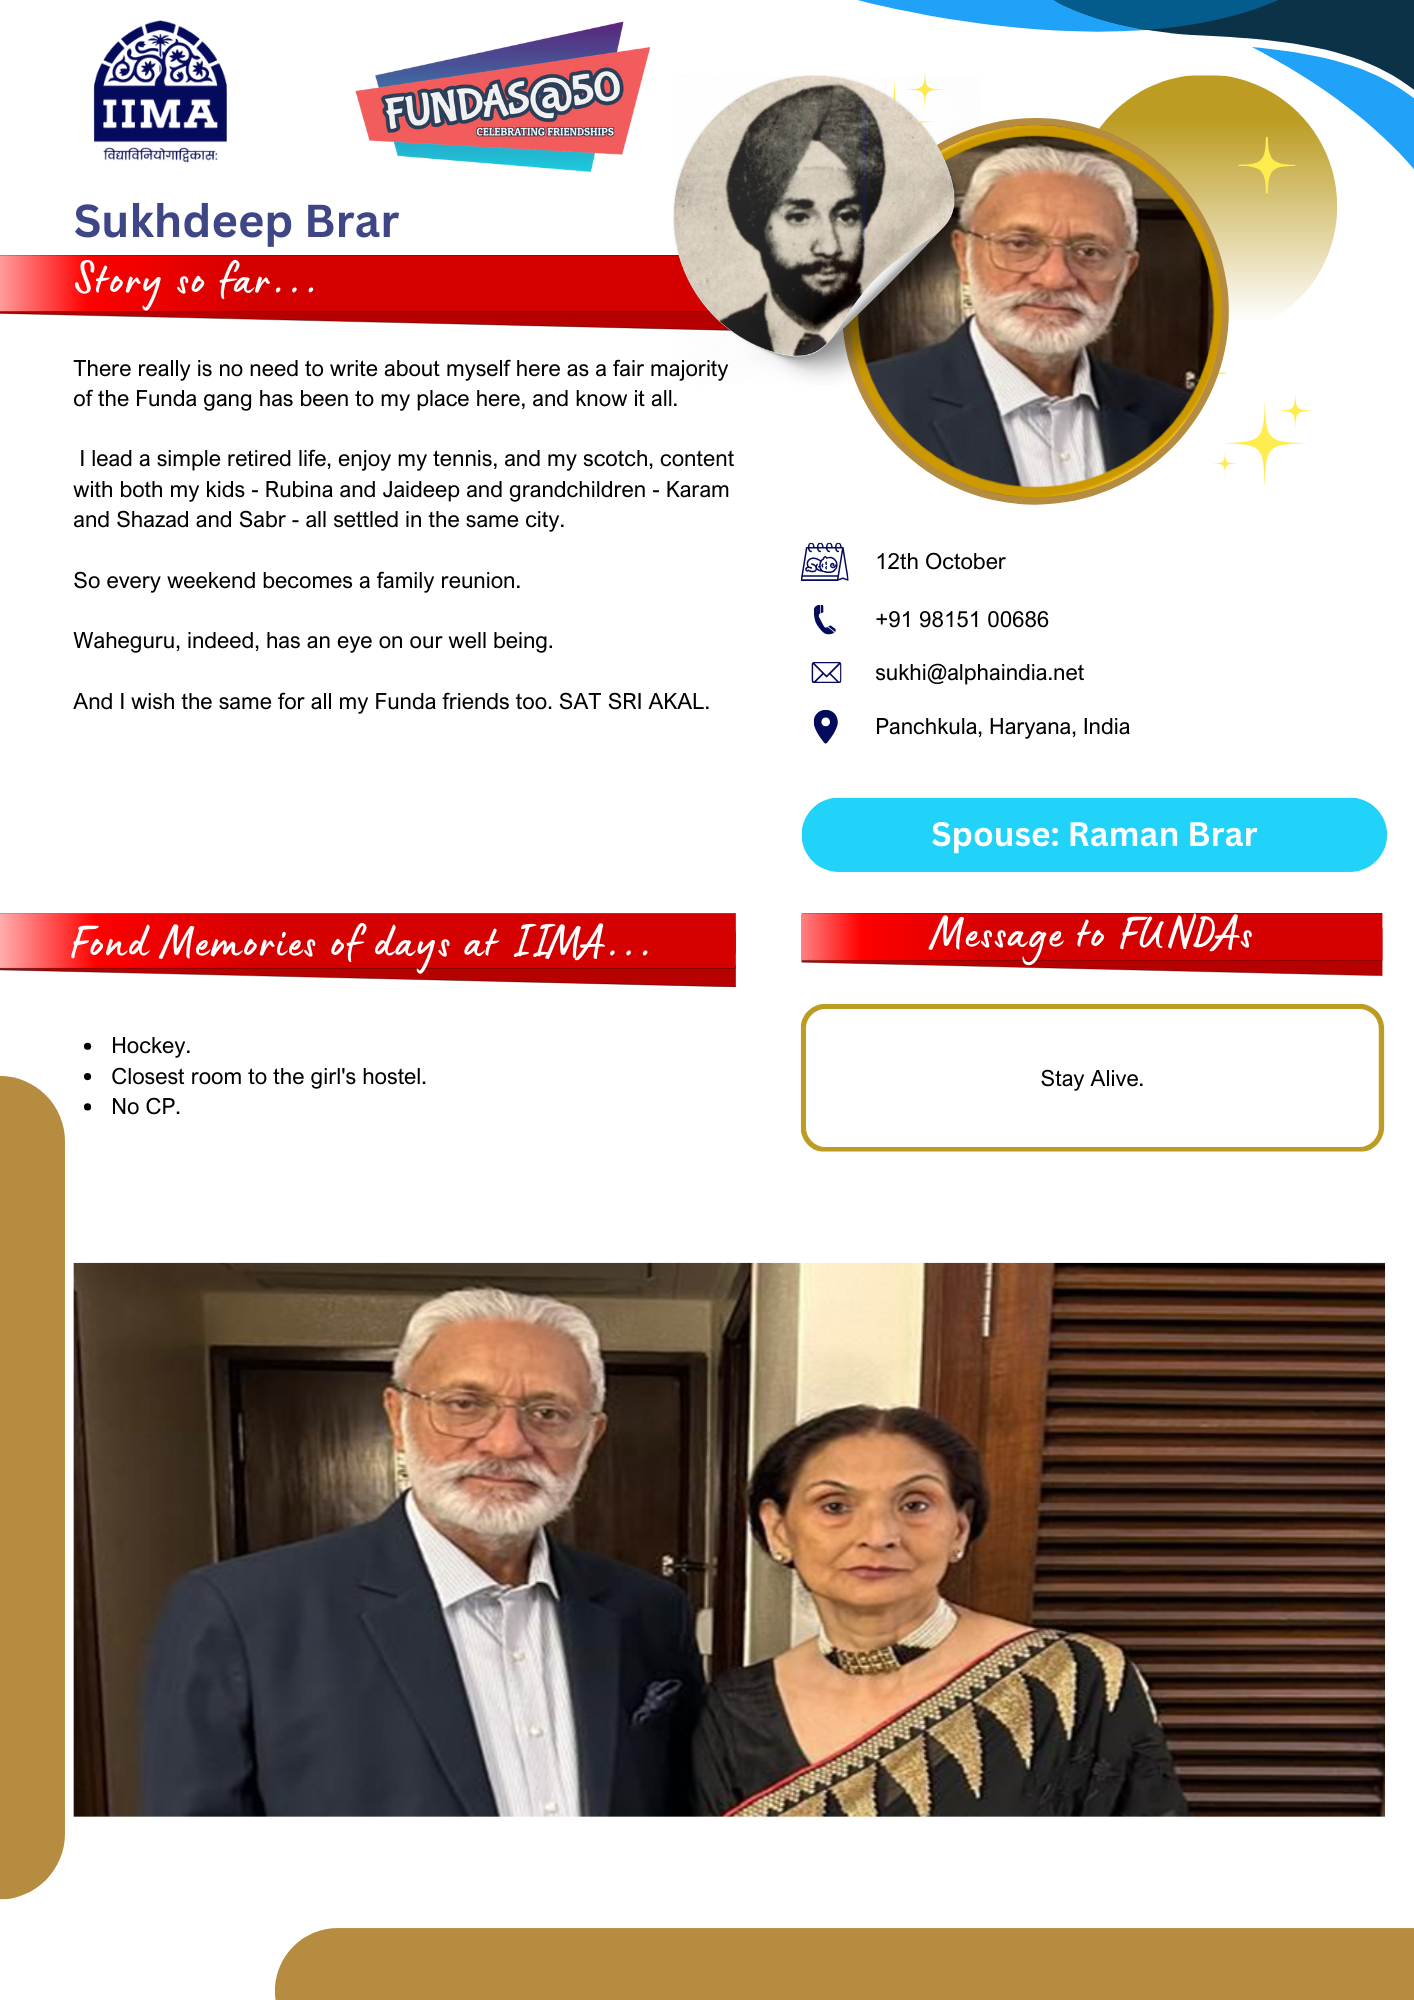 IIMA
विद्याविनियोगाद्विकासः
FUNDAS@50
CELEBRATING FRIENDSHIPS
Sukhdeep Brar
Story so far...
There really is no need to write about myself here as a fair majority
of the Funda gang has been to my place here, and know it all.
I lead a simple retired life, enjoy my tennis, and my scotch, content
with both my kids - Rubina and Jaideep and grandchildren - Karam
and Shazad and Sabr - all settled in the same city.
So every weekend becomes a family reunion.
Waheguru, indeed, has an eye on our well being.
And I wish the same for all my Funda friends too. SAT SRI AKAL.
12th October
+91 98151 00686
sukhi@alphaindia.net
Panchkula, Haryana, India
Spouse: Raman Brar
Fond Memories of days at IIMA...
• Hockey.
• Closest room to the girl's hostel.
• No CP.
Message to FUNDAs
Stay Alive.